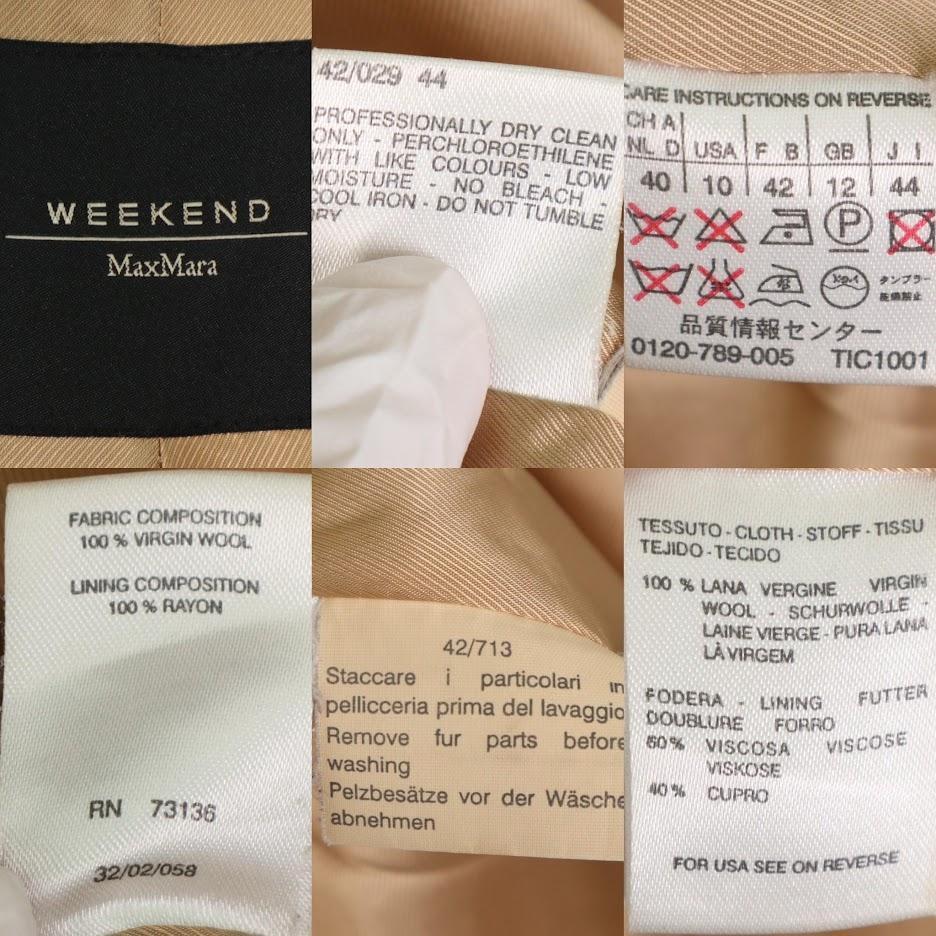 WEEKEND
MaxMara
42/029 44
PROFESSIONALLY DRY CLEAN
ONLY - PERCHLOROETHILENE
WITH LIKE COLOURS - LOW
MOISTURE - NO BLEACH -
COOL IRON - DO NOT TUMBLE
DRY
CARE INSTRUCTIONS ON REVERSE
CH A
NL D USA F B GB J I
40 10 42 12 44
P
タンブラー
乾燥禁止
品質情報センター
0120-789-005 TIC1001
FABRIC COMPOSITION
100 % VIRGIN WOOL
LINING COMPOSITION
100 % RAYON
RN 73136
32/02/058
42/713
Staccare i particolari in
pellicceria prima del lavaggio
Remove fur parts before
washing
Pelzbesätze vor der Wäsche
abnehmen
TESSUTO - CLOTH - STOFF - TISSU
TEJIDO - TECIDO
100 % LANA VERGINE VIRGIN
WOOL - SCHURWOLLE -
LAINE VIERGE - PURA LANA
LÀ VIRGEM
FODERA - LINING FUTTER
DOUBLURE FORRO
60% VISCOSA VISCOSE
VISKOSE
40% CUPRO
FOR USA SEE ON REVERSE